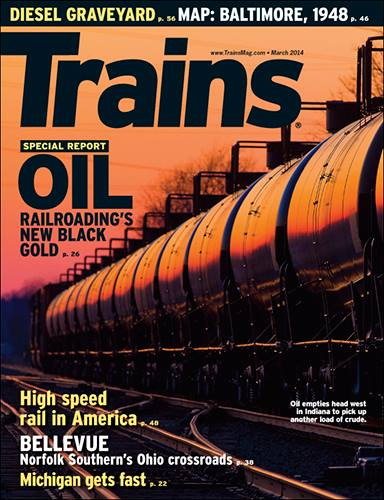 DIESEL GRAVEYARD p. 56 MAP: BALTIMORE, 1948 p. 46
www.TrainsMag.com • March 2014
Trains®
SPECIAL REPORT
OIL
RAILROADING'S
NEW BLACK
GOLD p. 26
High speed
rail in America p. 48
BELLEVUE
Norfolk Southern's Ohio crossroads p. 38
Michigan gets fast p. 22
Oil empties head west
in Indiana to pick up
another load of crude.